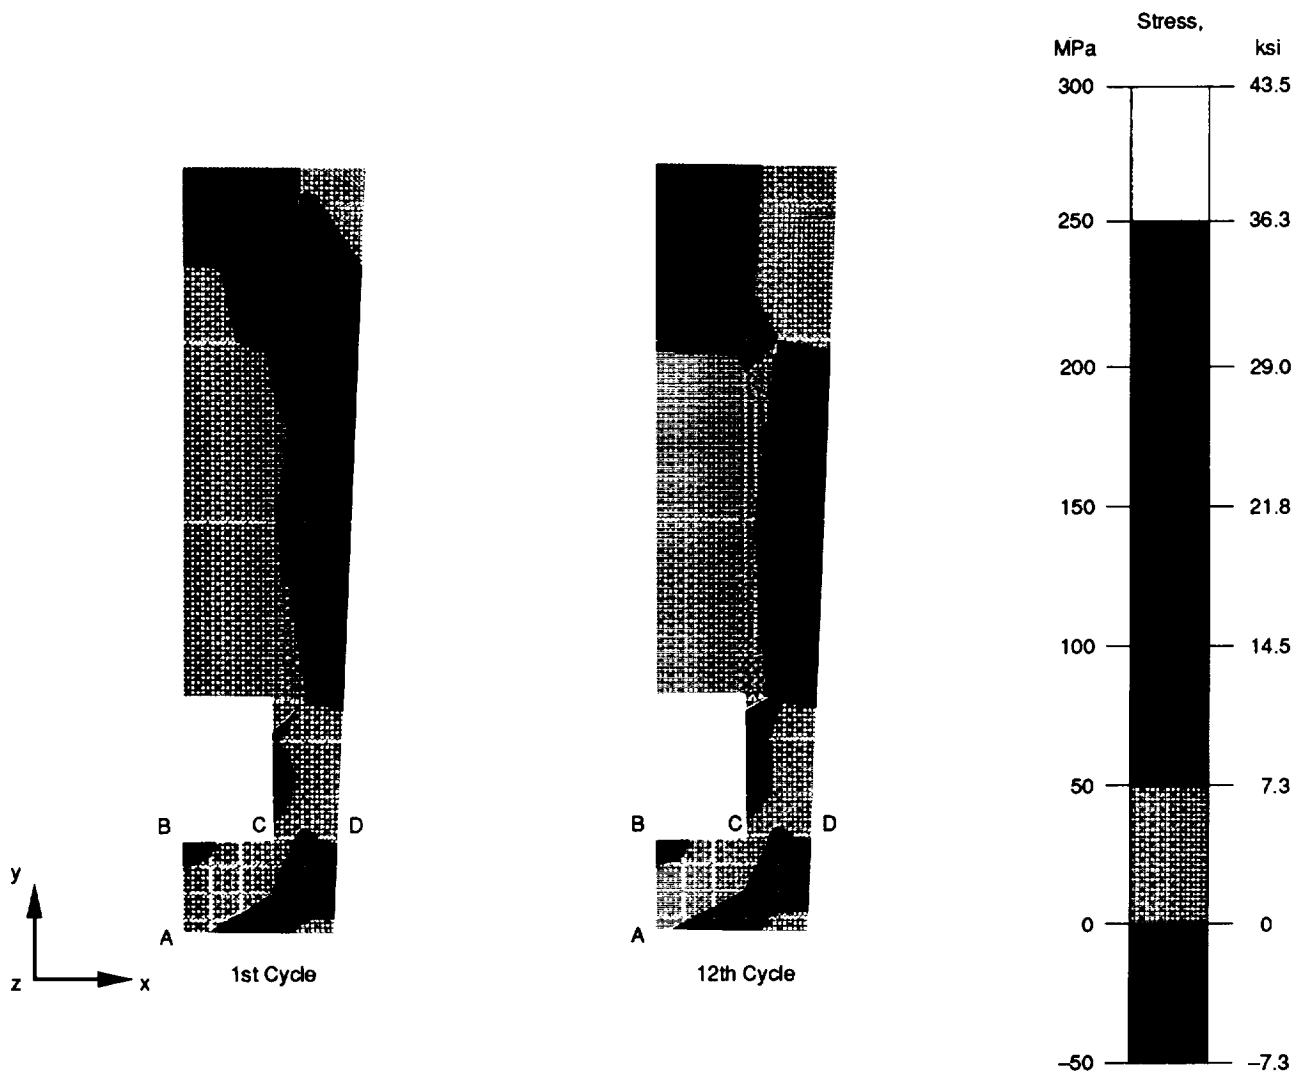 Stress,
MPa ksi
300 43.5
250 36.3
200 29.0
150 21.8
100 14.5
50 7.3
0 0
–50 –7.3
B C D
A
1st Cycle
B C D
A
12th Cycle
y
z x